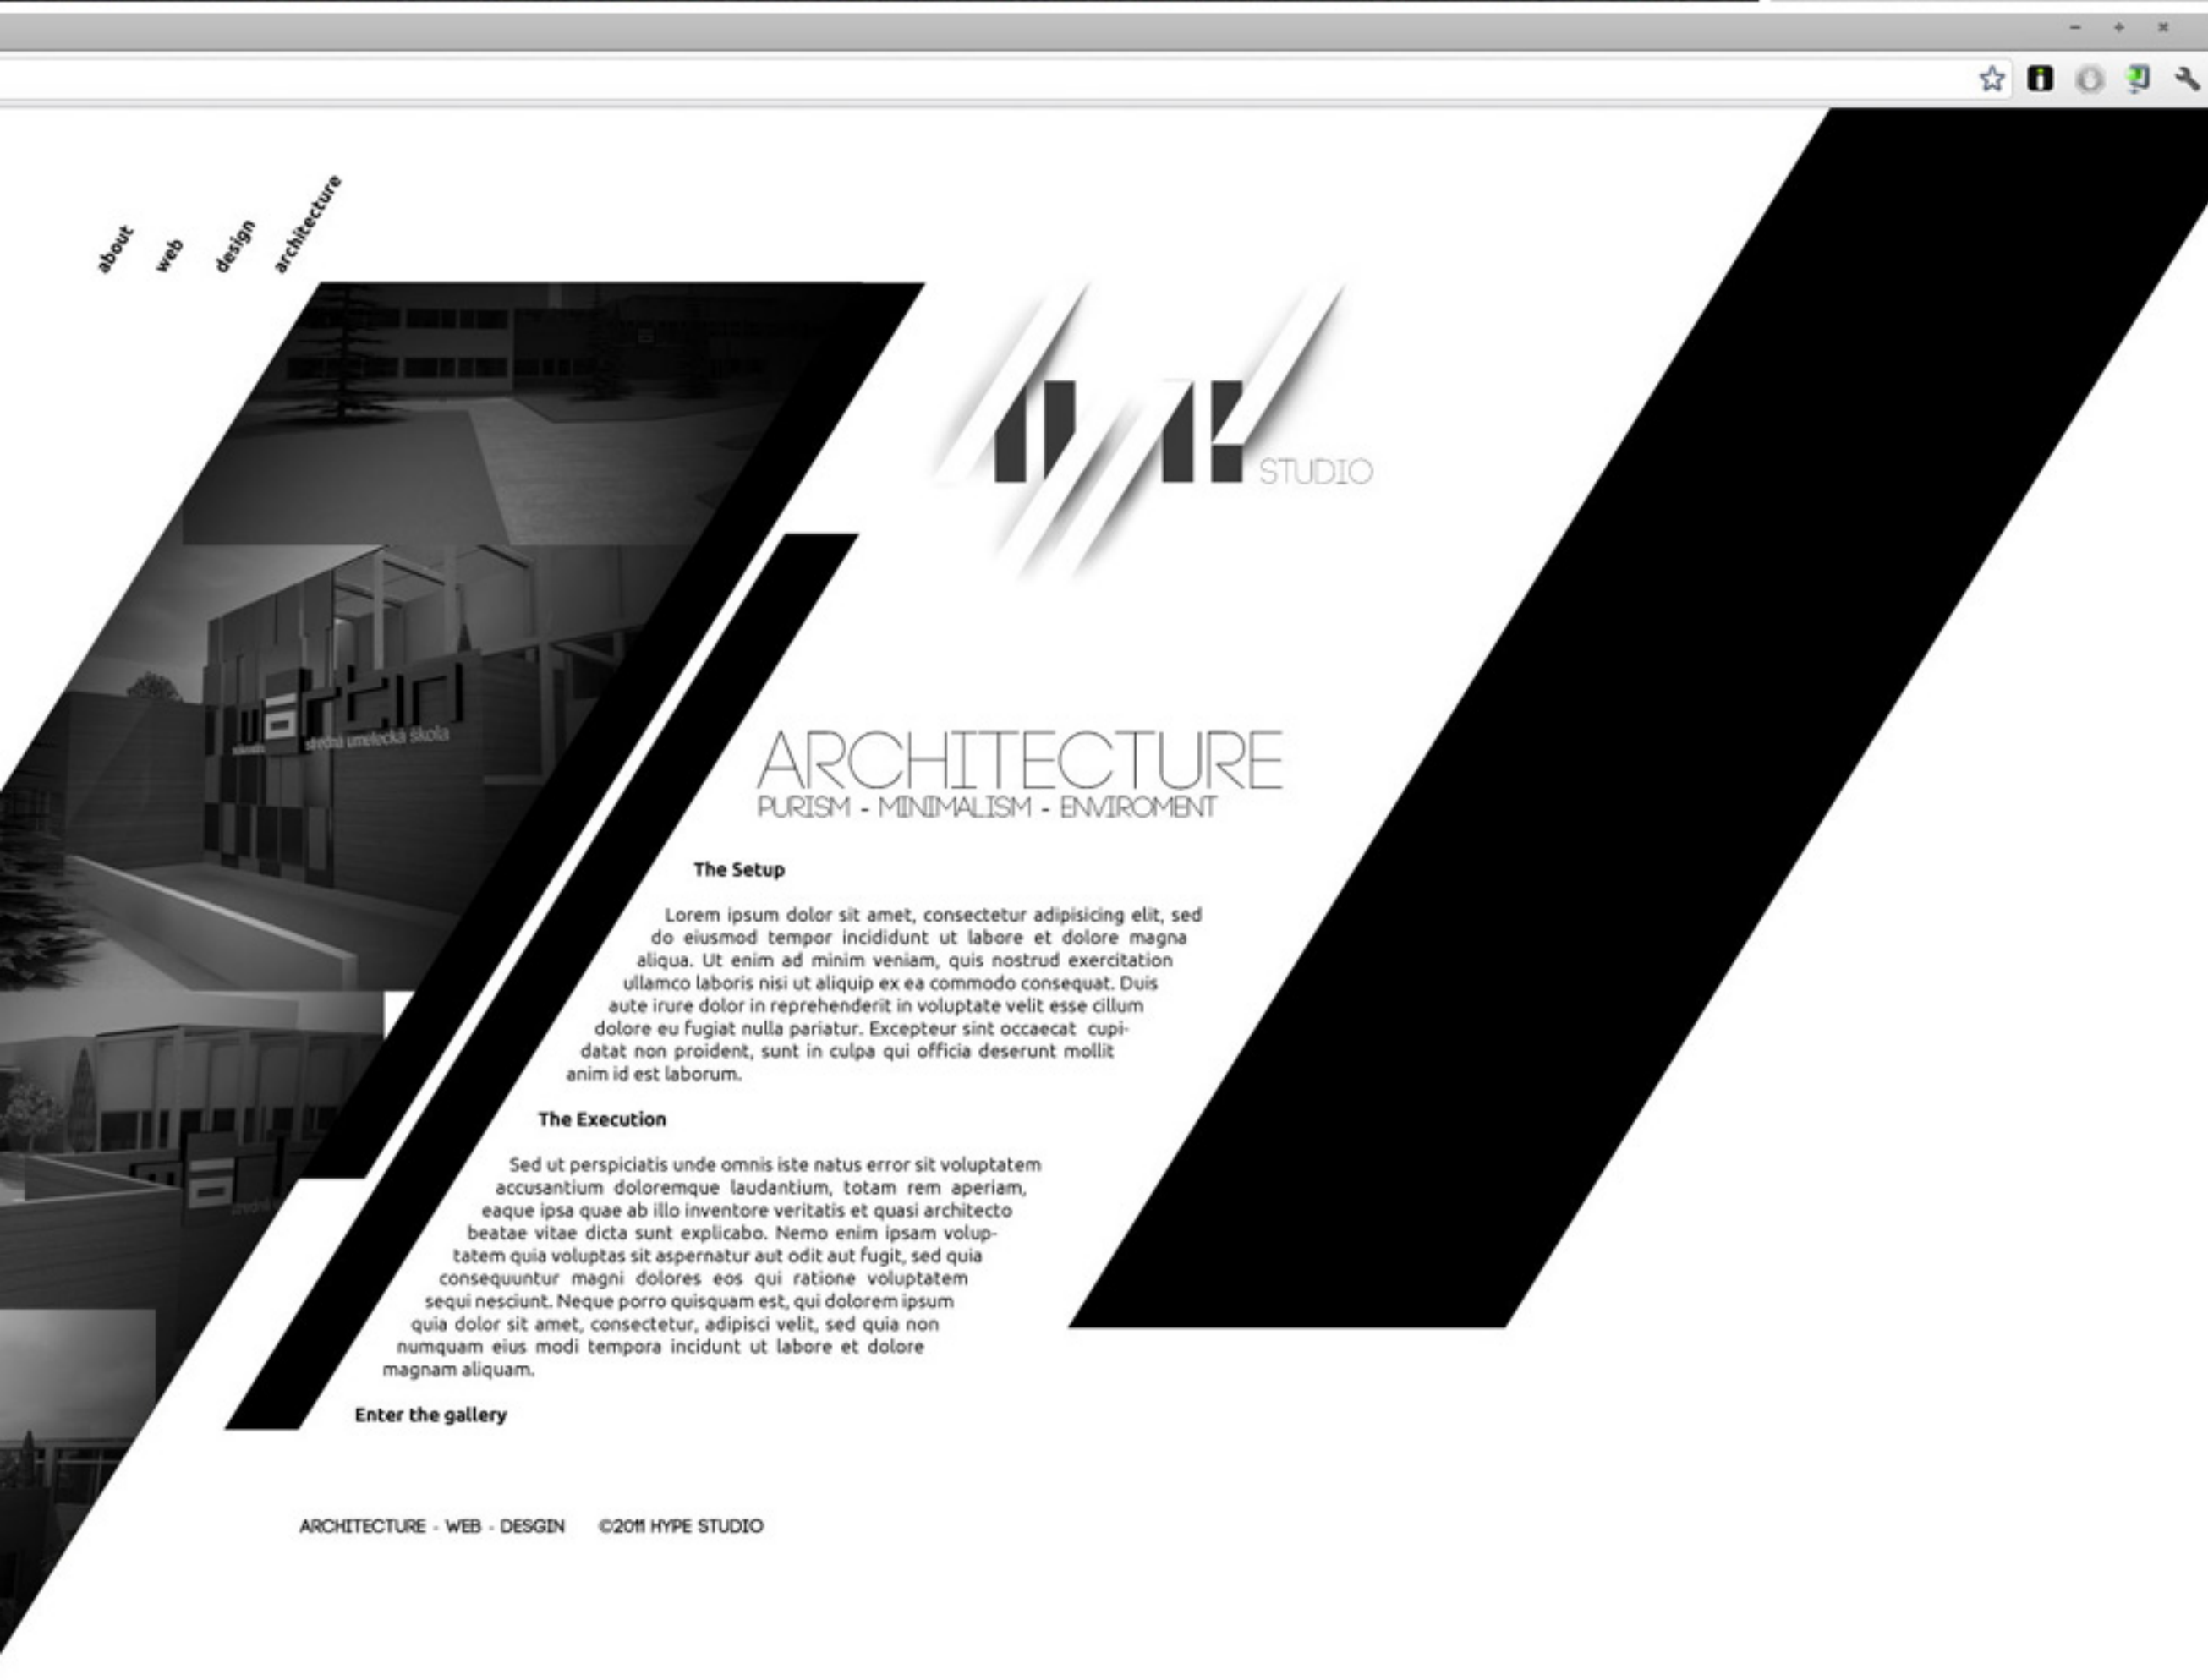 about
web
design
architecture
STUDIO
stredná umelecká škola
ARCHITECTURE
PURISM - MINIMALISM - ENVIROMENT
The Setup
Lorem ipsum dolor sit amet, consectetur adipisicing elit, sed
do eiusmod tempor incididunt ut labore et dolore magna
aliqua. Ut enim ad minim veniam, quis nostrud exercitation
ullamco laboris nisi ut aliquip ex ea commodo consequat. Duis
aute irure dolor in reprehenderit in voluptate velit esse cillum
dolore eu fugiat nulla pariatur. Excepteur sint occaecat cupi-
datat non proident, sunt in culpa qui officia deserunt mollit
anim id est laborum.
The Execution
Sed ut perspiciatis unde omnis iste natus error sit voluptatem
accusantium doloremque laudantium, totam rem aperiam,
eaque ipsa quae ab illo inventore veritatis et quasi architecto
beatae vitae dicta sunt explicabo. Nemo enim ipsam volup-
tatem quia voluptas sit aspernatur aut odit aut fugit, sed quia
consequuntur magni dolores eos qui ratione voluptatem
sequi nesciunt. Neque porro quisquam est, qui dolorem ipsum
quia dolor sit amet, consectetur, adipisci velit, sed quia non
numquam eius modi tempora incidunt ut labore et dolore
magnam aliquam.
Enter the gallery
ARCHITECTURE - WEB - DESGIN ©2011 HYPE STUDIO